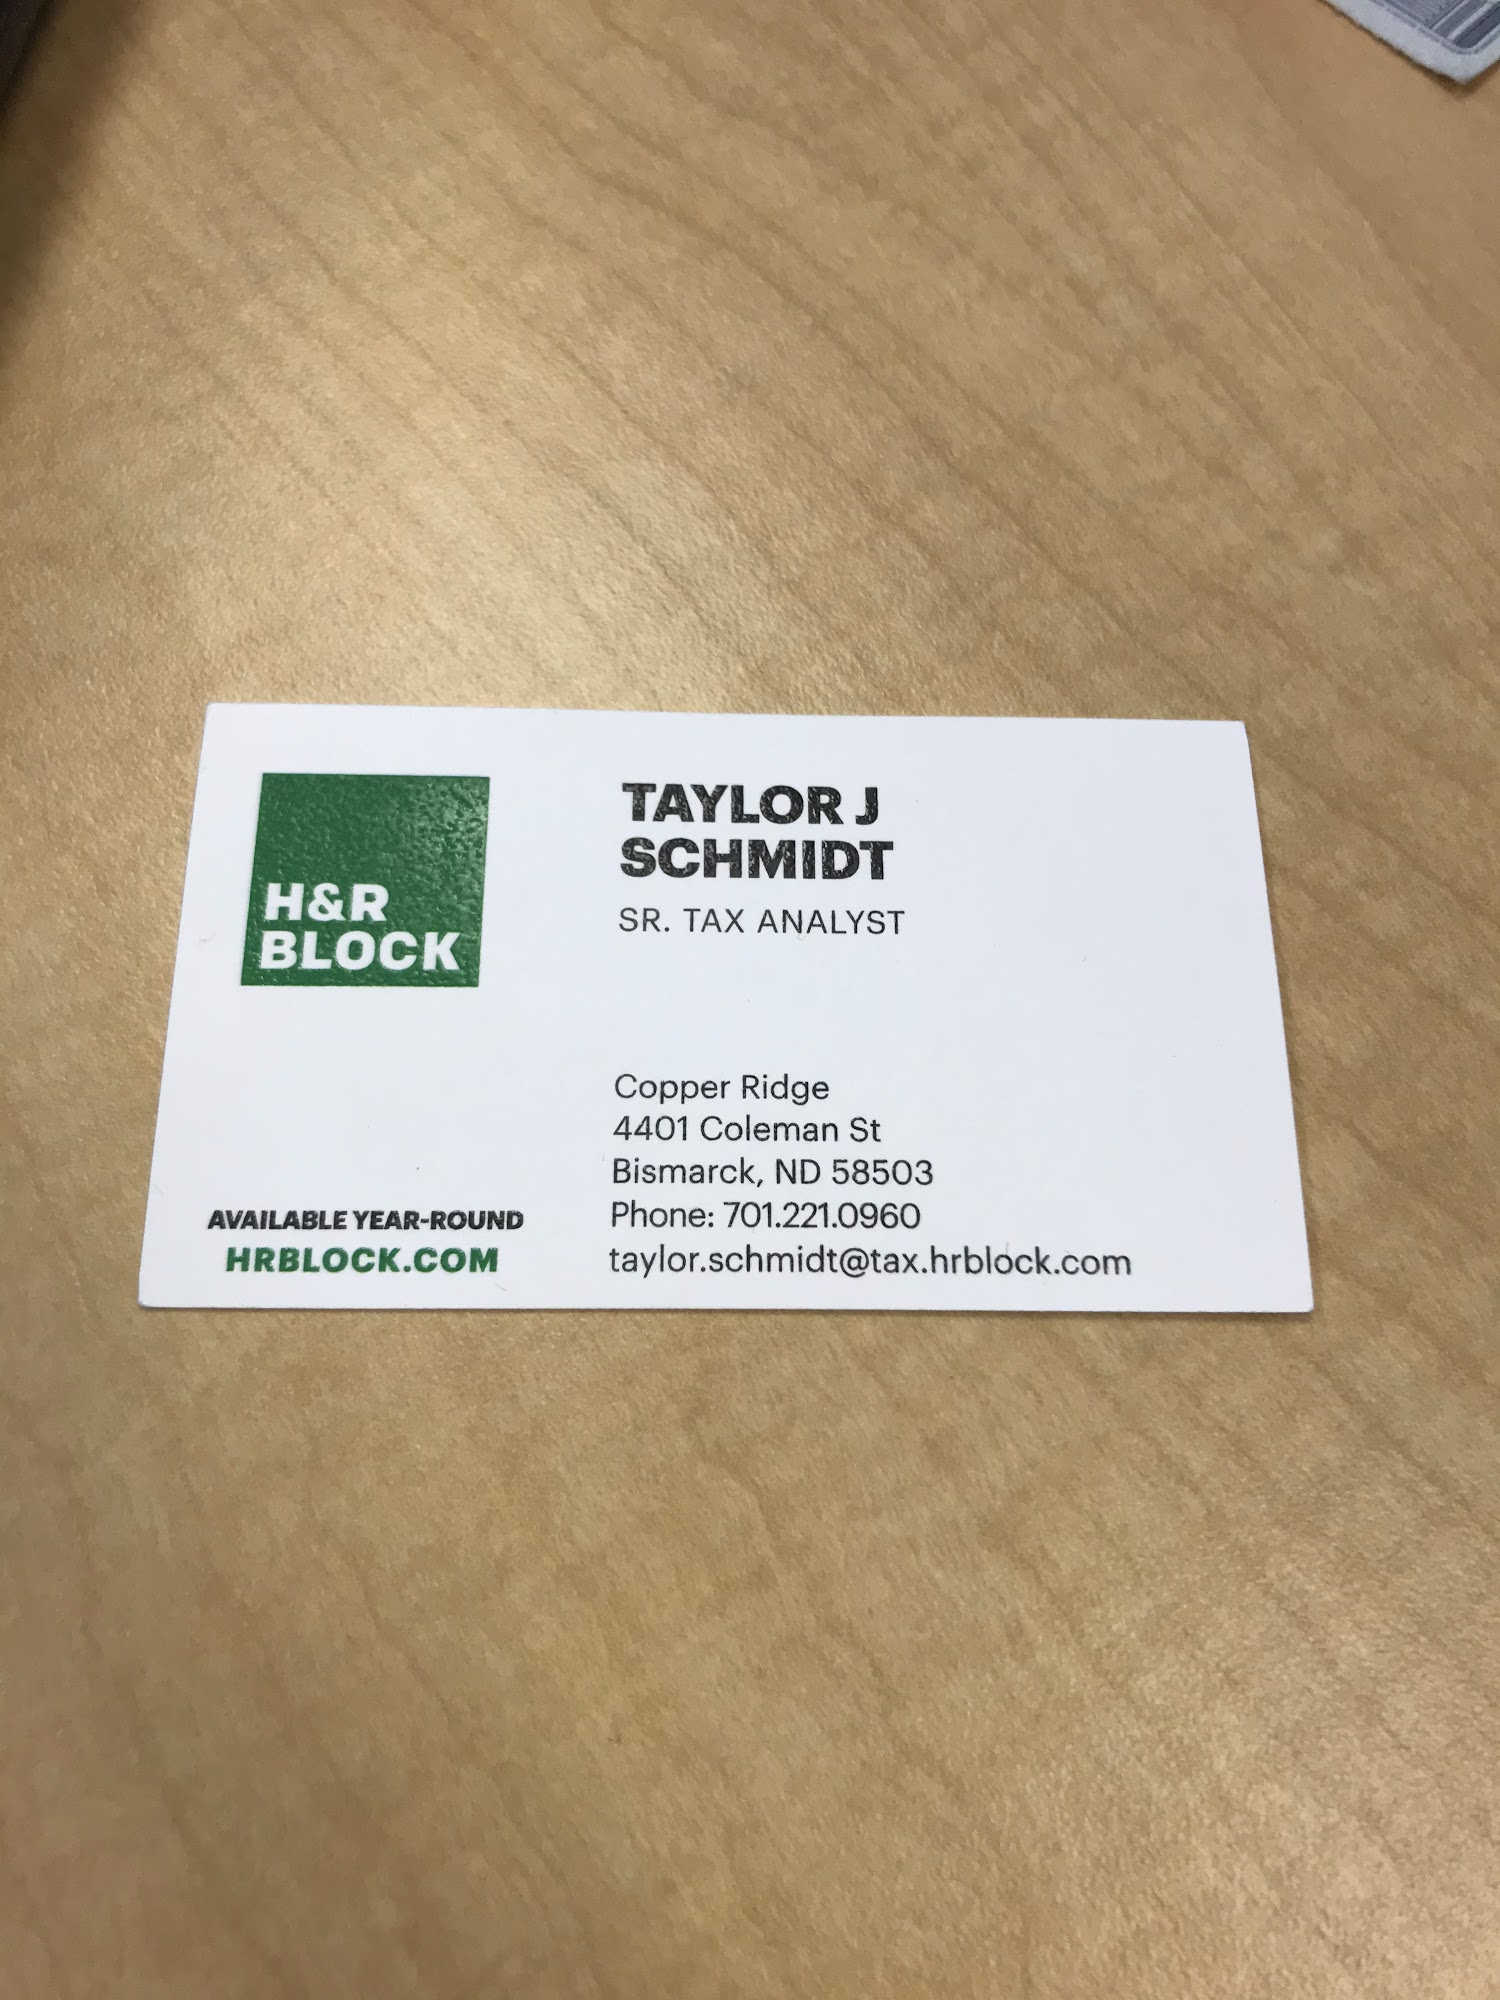 H&R
BLOCK
TAYLOR J
SCHMIDT
SR. TAX ANALYST
Copper Ridge
4401 Coleman St
Bismarck, ND 58503
Phone: 701.221.0960
taylor.schmidt@tax.hrblock.com
AVAILABLE YEAR-ROUND
HRBLOCK.COM